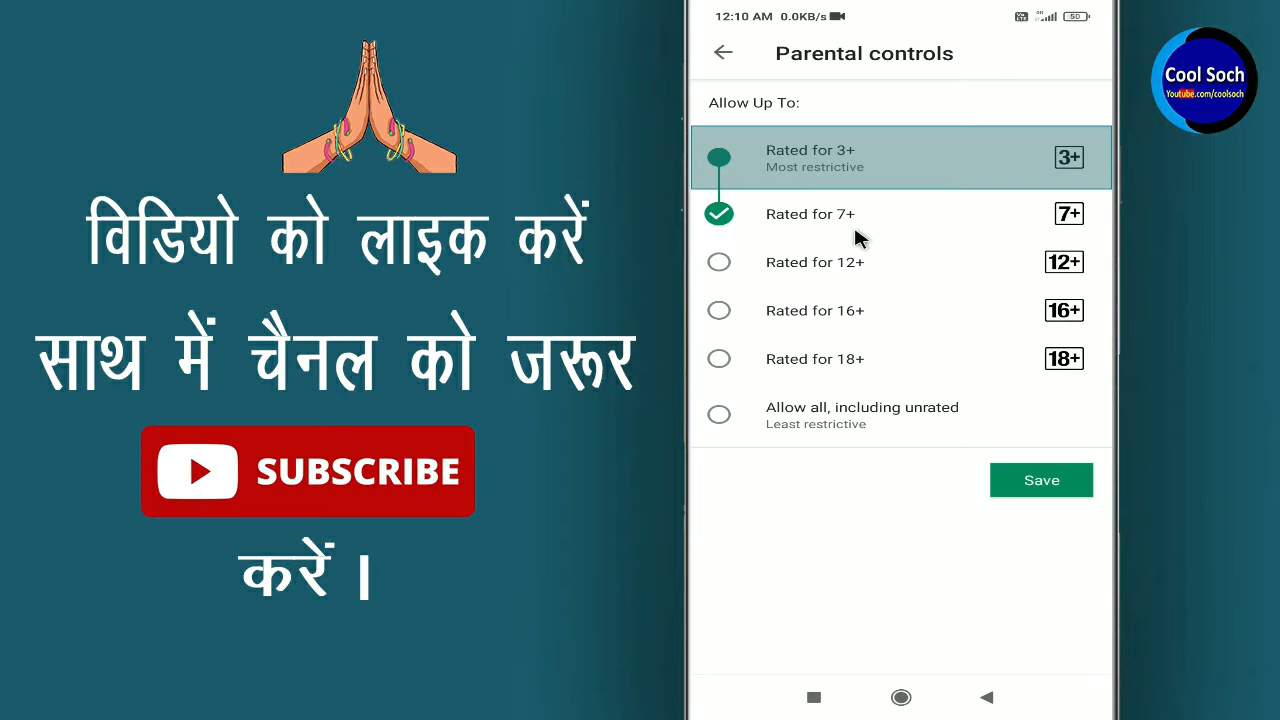 विडियो को लाइक करें
साथ में चैनल को जरूर
SUBSCRIBE
करें ।
12:10 AM 0.0KB/s
50
Parental controls
Allow Up To:
Rated for 3+
Most restrictive
3+
Rated for 7+
7+
Rated for 12+
12+
Rated for 16+
16+
Rated for 18+
18+
Allow all, including unrated
Least restrictive
Save
Cool Soch
Youtube.com/coolsoch